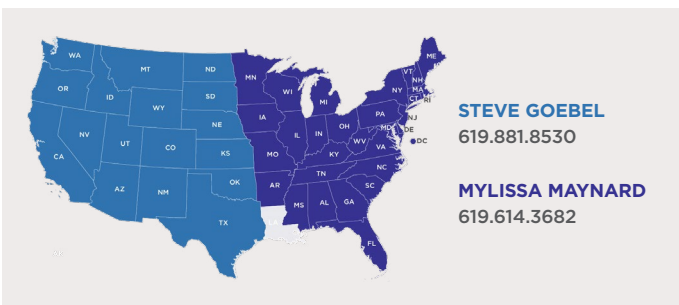 WA
MT
ND
MN
ME
VT
NH
OR
ID
SD
WI
MI
NY
MA
CT
RI
WY
IA
PA
NJ
NE
NV
UT
CO
IL
IN
OH
MD
DE
DC
WV
VA
CA
KS
MO
KY
NC
TN
AZ
NM
OK
AR
SC
MS
AL
GA
TX
LA
FL
STEVE GOEBEL
619.881.8530
MYLISSA MAYNARD
619.614.3682